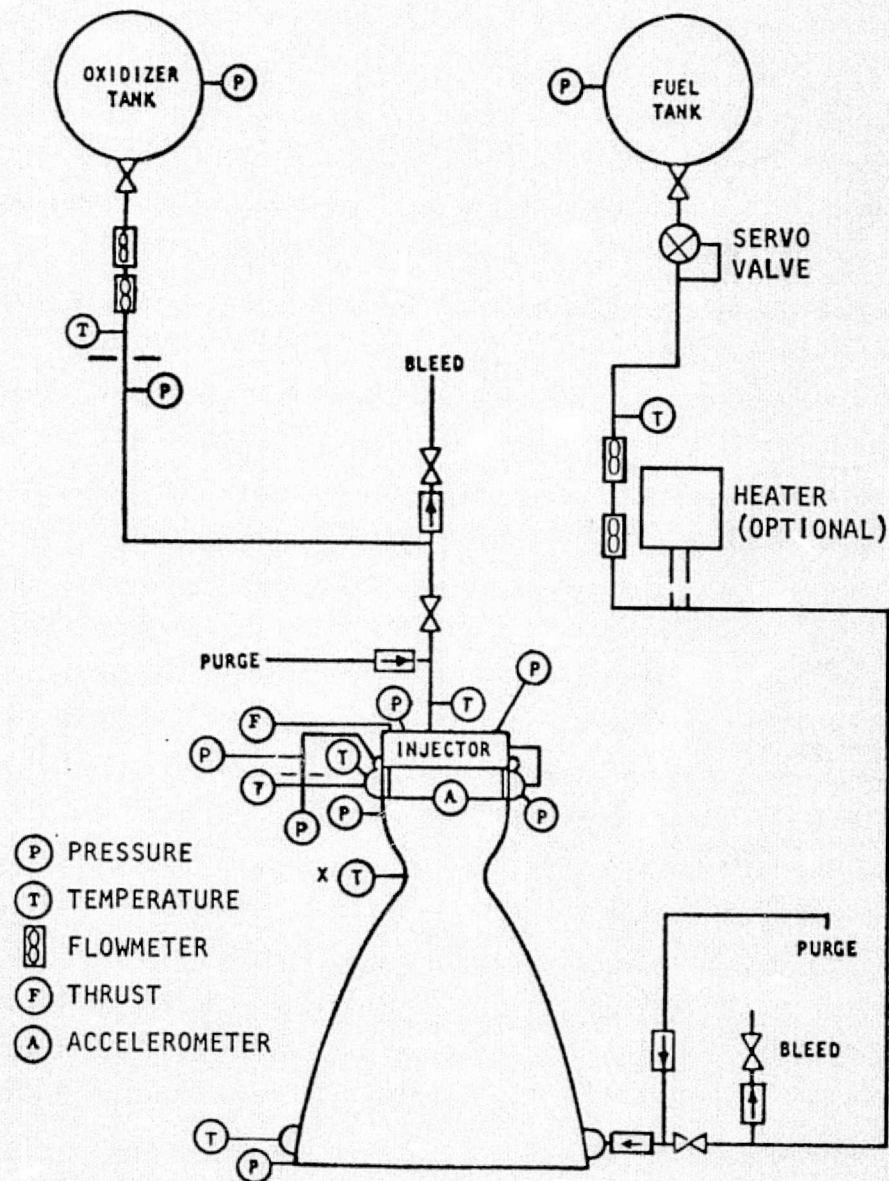 OXIDIZER
TANK
P
P
FUEL
TANK
SERVO
VALVE
T
P
BLEED
T
HEATER
(OPTIONAL)
PURGE
P
P
T
F
INJECTOR
P
T
A
P
P
P
X T
P PRESSURE
T TEMPERATURE
FLOWMETER
F THRUST
A ACCELEROMETER
PURGE
BLEED
T
P